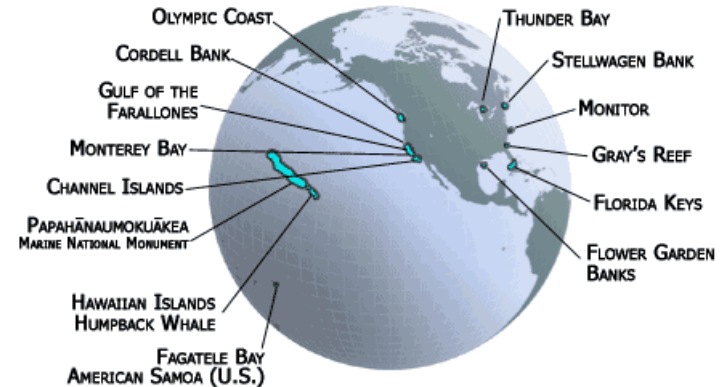 OLYMPIC COAST
CORDELL BANK
GULF OF THE
FARALLONES
MONTEREY BAY
CHANNEL ISLANDS
PAPAHĀNAUMOKUĀKEA
MARINE NATIONAL MONUMENT
HAWAIIAN ISLANDS
HUMPBACK WHALE
FAGATELE BAY
AMERICAN SAMOA (U.S.)
THUNDER BAY
STELLWAGEN BANK
MONITOR
GRAY'S REEF
FLORIDA KEYS
FLOWER GARDEN
BANKS